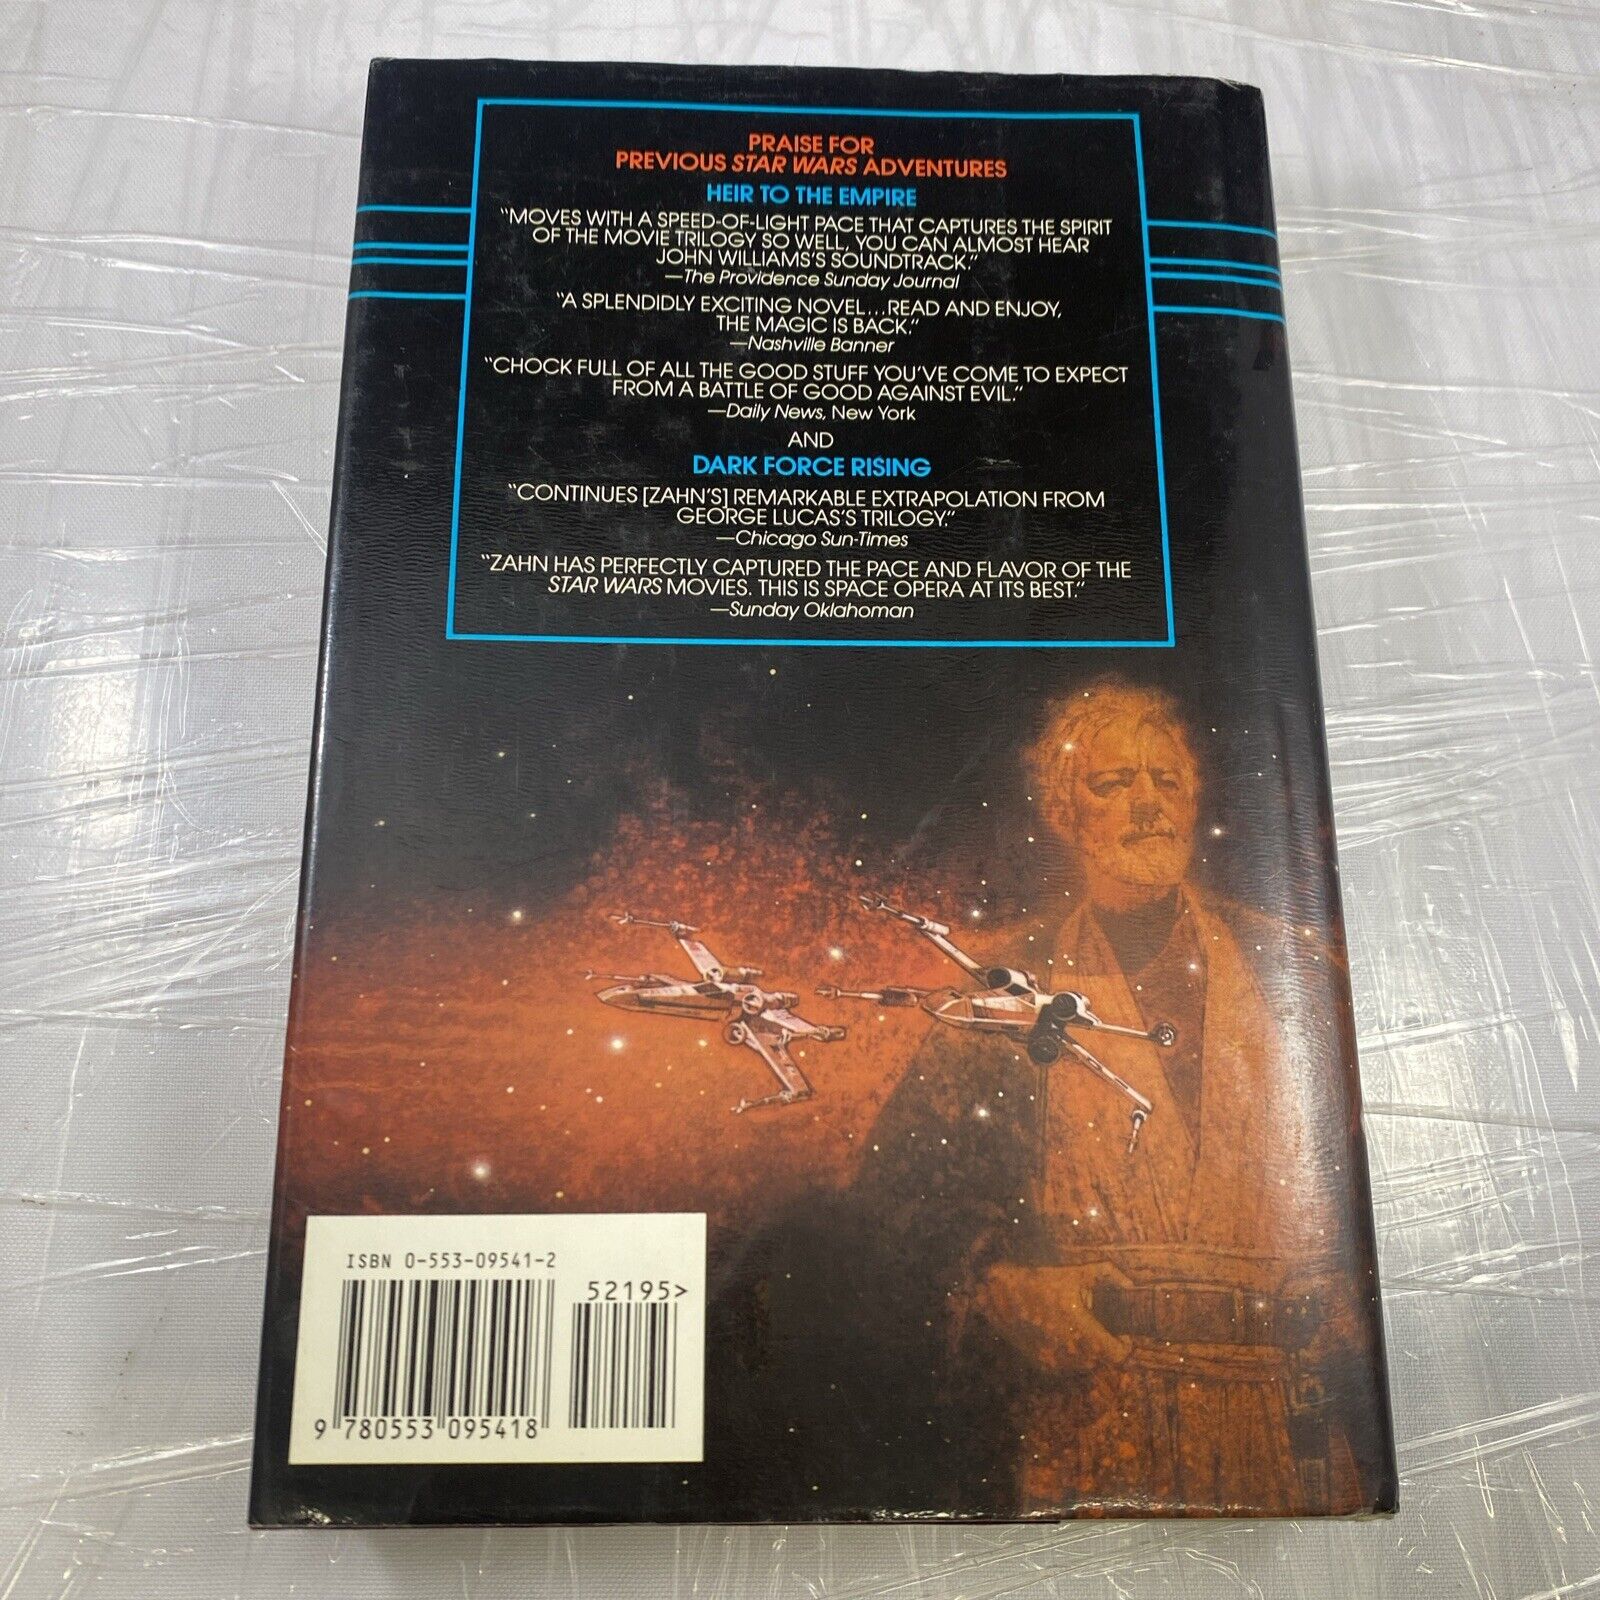 PRAISE FOR
PREVIOUS STAR WARS ADVENTURES
HEIR TO THE EMPIRE
"MOVES WITH A SPEED-OF-LIGHT PACE THAT CAPTURES THE SPIRIT
OF THE MOVIE TRILOGY SO WELL, YOU CAN ALMOST HEAR
JOHN WILLIAMS'S SOUNDTRACK."
—The Providence Sunday Journal
"A SPLENDIDLY EXCITING NOVEL...READ AND ENJOY,
THE MAGIC IS BACK."
—Nashville Banner
"CHOCK FULL OF ALL THE GOOD STUFF YOU'VE COME TO EXPECT
FROM A BATTLE OF GOOD AGAINST EVIL."
—Daily News, New York
AND
DARK FORCE RISING
"CONTINUES [ZAHN'S] REMARKABLE EXTRAPOLATION FROM
GEORGE LUCAS'S TRILOGY."
—Chicago Sun-Times
"ZAHN HAS PERFECTLY CAPTURED THE PACE AND FLAVOR OF THE
STAR WARS MOVIES. THIS IS SPACE OPERA AT ITS BEST."
—Sunday Oklahoman
ISBN 0-553-09541-2
52195>
9 780553 095418